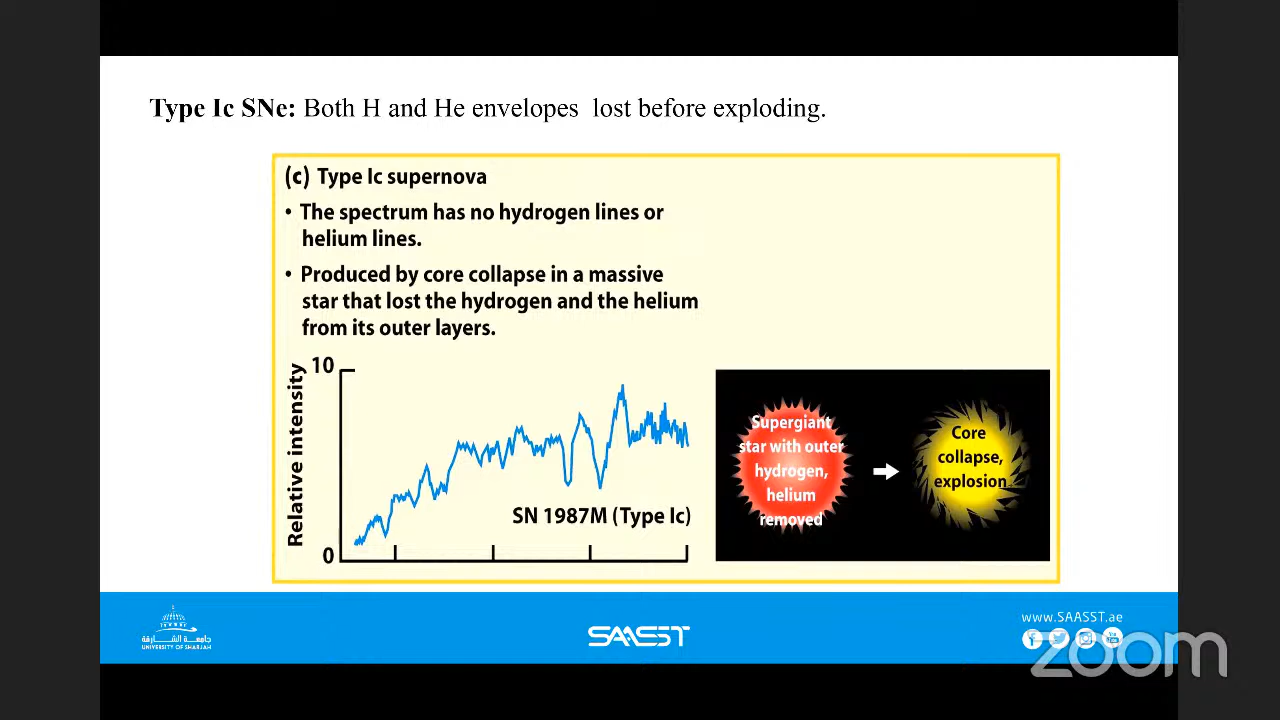 Type Ic SNe: Both H and He envelopes lost before exploding.
(c) Type Ic supernova
• The spectrum has no hydrogen lines or
helium lines.
• Produced by core collapse in a massive
star that lost the hydrogen and the helium
from its outer layers.
Relative intensity
10
0
SN 1987M (Type Ic)
Supergiant
star with outer
hydrogen,
helium
removed
Core
collapse,
explosion
جامعة الشارقة
UNIVERSITY OF SHARJAH
SAASST
www.SAASST.ae
zoom